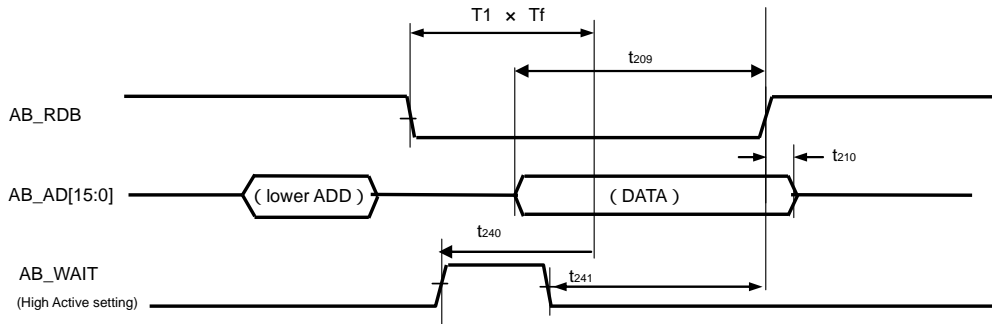 T1 × Tf
t209
AB_RDB
t210
AB_AD[15:0]
( lower ADD )
( DATA )
t240
AB_WAIT
t241
(High Active setting)